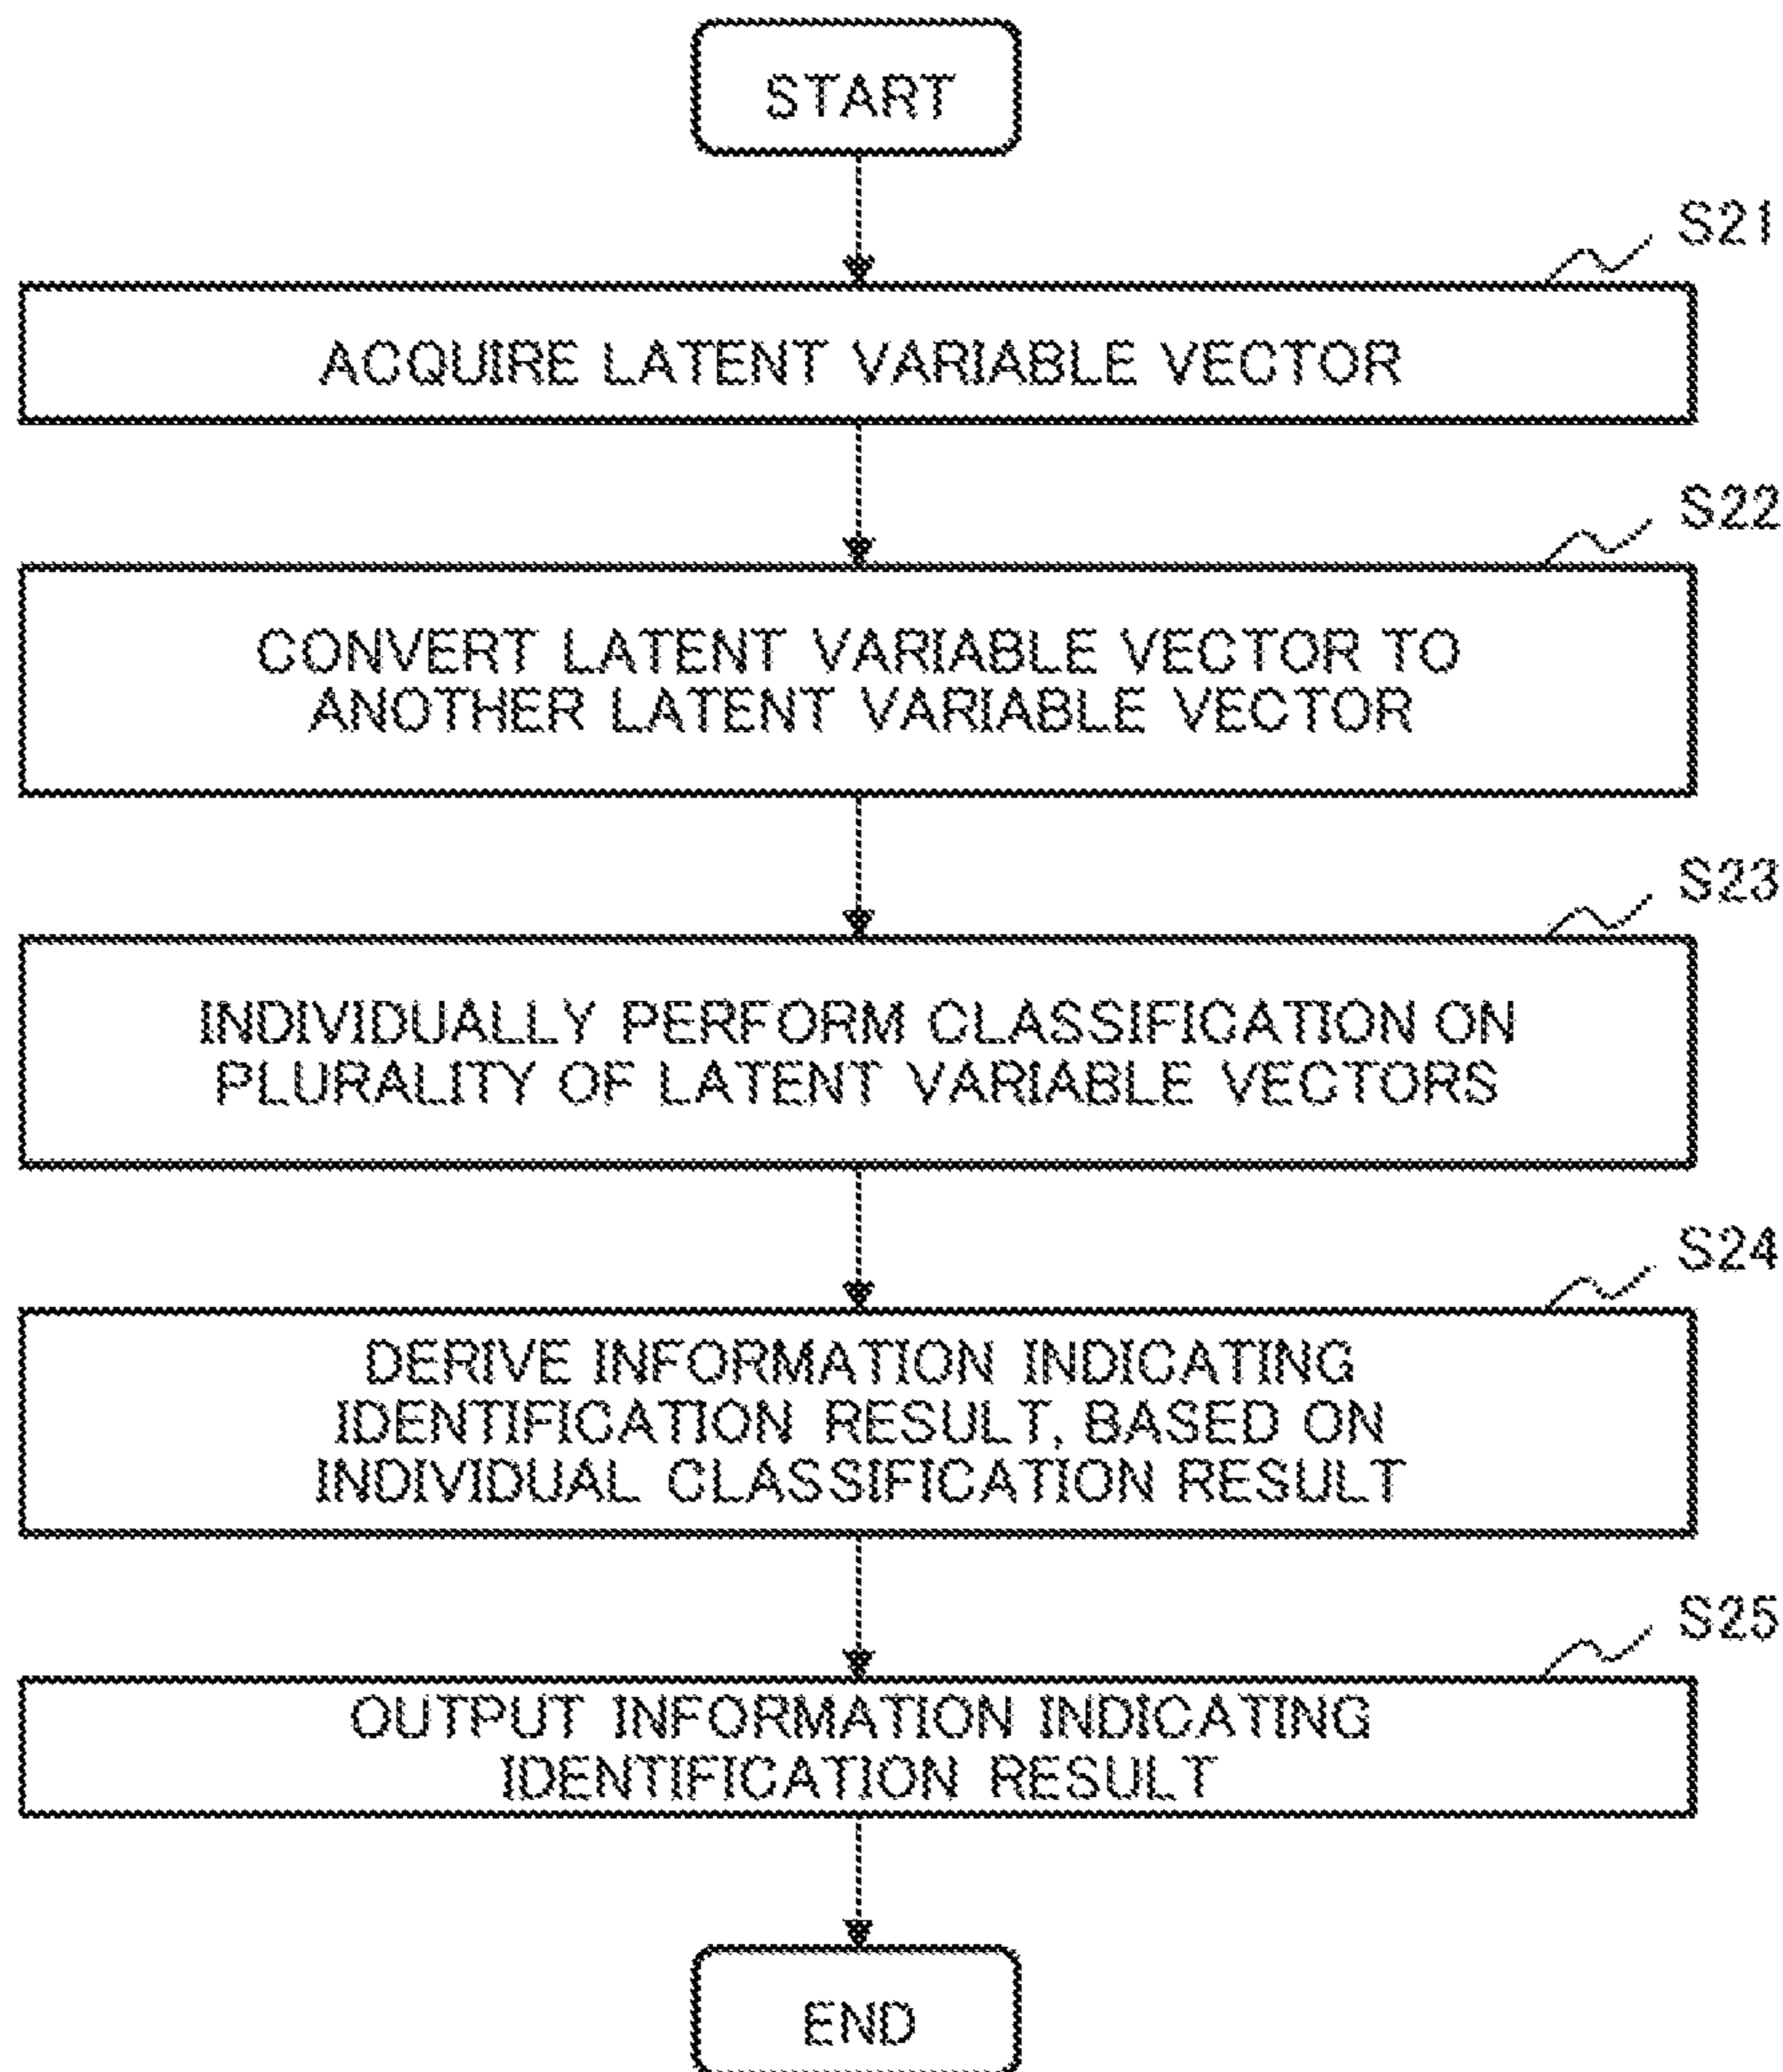 START
S21
ACQUIRE LATENT VARIABLE VECTOR
S22
CONVERT LATENT VARIABLE VECTOR TO
ANOTHER LATENT VARIABLE VECTOR
S23
INDIVIDUALLY PERFORM CLASSIFICATION ON
PLURALITY OF LATENT VARIABLE VECTORS
S24
DERIVE INFORMATION INDICATING
IDENTIFICATION RESULT, BASED ON
INDIVIDUAL CLASSIFICATION RESULT
S25
OUTPUT INFORMATION INDICATING
IDENTIFICATION RESULT
END